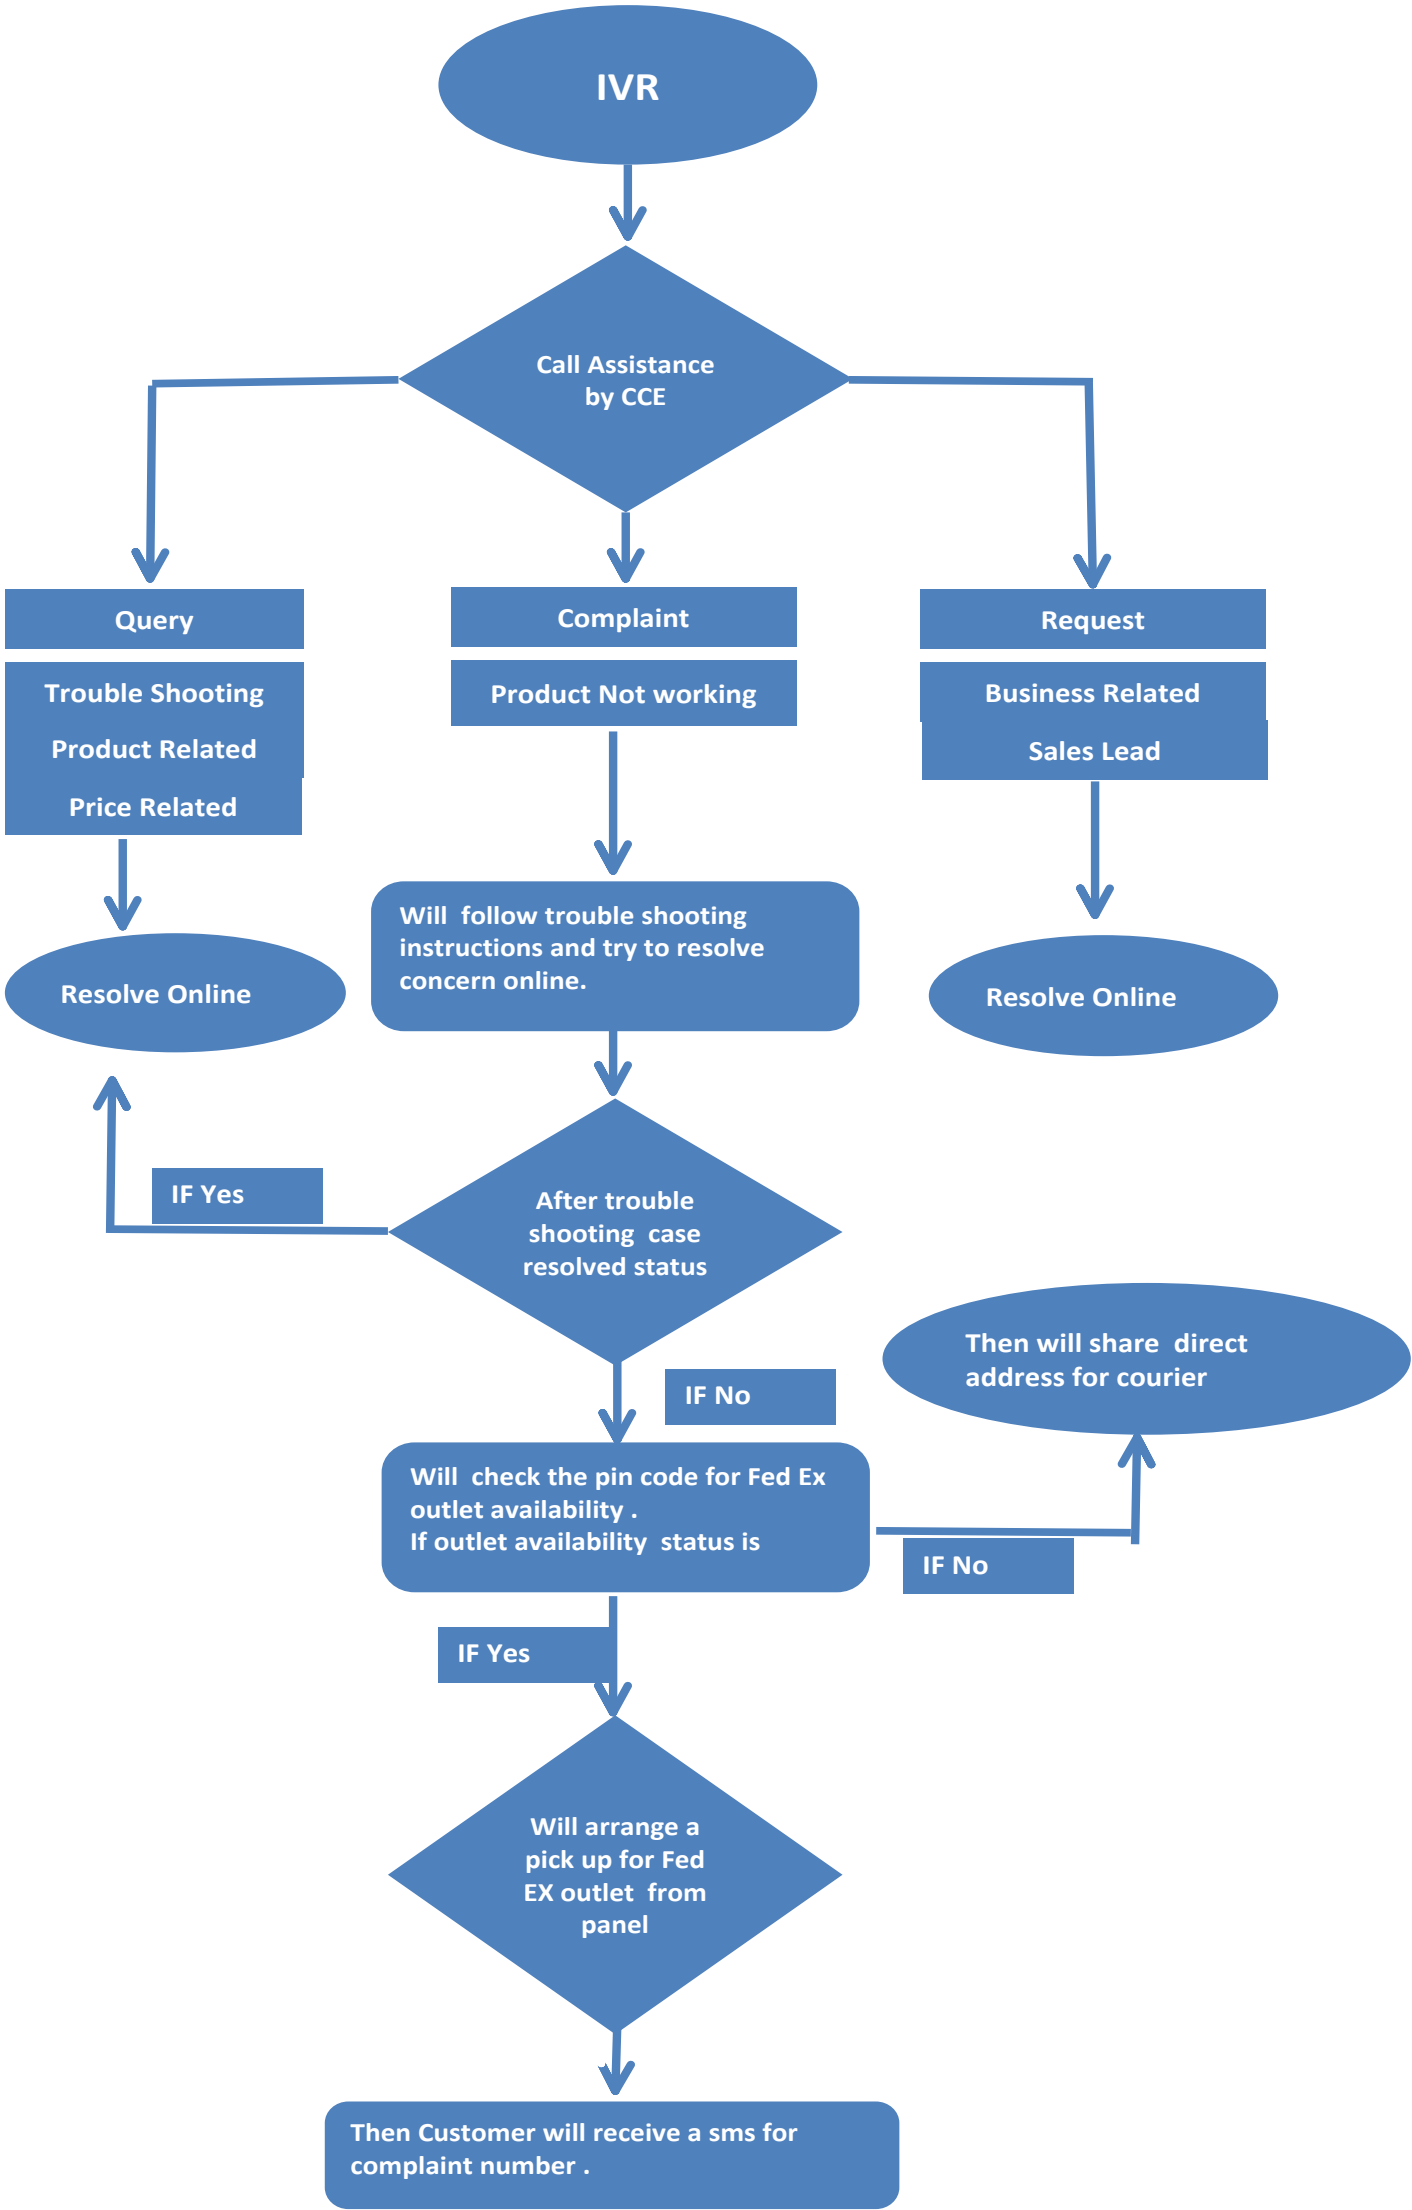 IVR
Call Assistance
by CCE
Query
Complaint
Request
Trouble Shooting
Product Related
Price Related
Product Not working
Business Related
Sales Lead
Resolve Online
Will  follow trouble shooting
instructions and try to resolve
concern online.
Resolve Online
IF Yes
After trouble
shooting  case
resolved status
Then will share  direct
address for courier
IF No
Will  check the pin code for Fed Ex
outlet availability .
If outlet availability  status is
IF No
IF Yes
Will arrange a
pick up for Fed
EX outlet  from
panel
Then Customer will receive a sms for
complaint number .